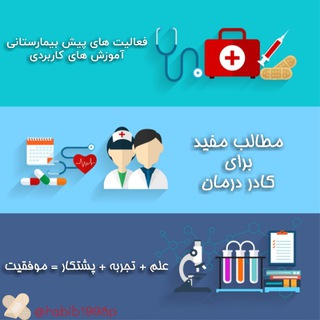 فعالیت های پیش بیمارستانی
آموزش های کاربردی
مطالب مفید
برای
کادر درمان
علم + تجربه + پشتکار = موفقیت